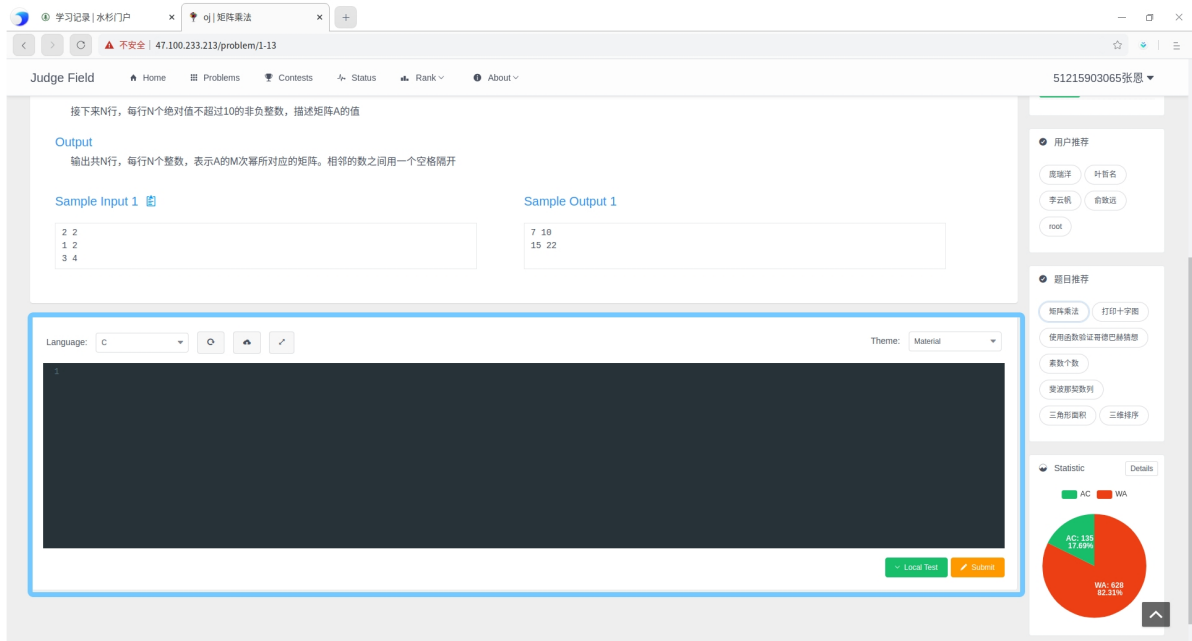 学习记录 | 水杉门户
oj | 矩阵乘法
不安全 | 47.100.233.213/problem/1-13
Judge Field Home Problems Contests Status Rank About 51215903065张恩
接下来N行，每行N个绝对值不超过10的非负整数，描述矩阵A的值
Output
输出共N行，每行N个整数，表示A的M次幂所对应的矩阵。相邻的数之间用一个空格隔开
Sample Input 1
2 2
1 2
3 4
Sample Output 1
7 10
15 22
Language: C
Theme: Material
1
Local Test Submit
用户推荐
庞瑞洋 叶哲名
李云帆 俞致远
root
题目推荐
矩阵乘法 打印十字图
使用函数验证哥德巴赫猜想
素数个数
斐波那契数列
三角形面积 三维排序
Statistic Details
AC WA
AC: 135
17.69%
WA: 628
82.31%